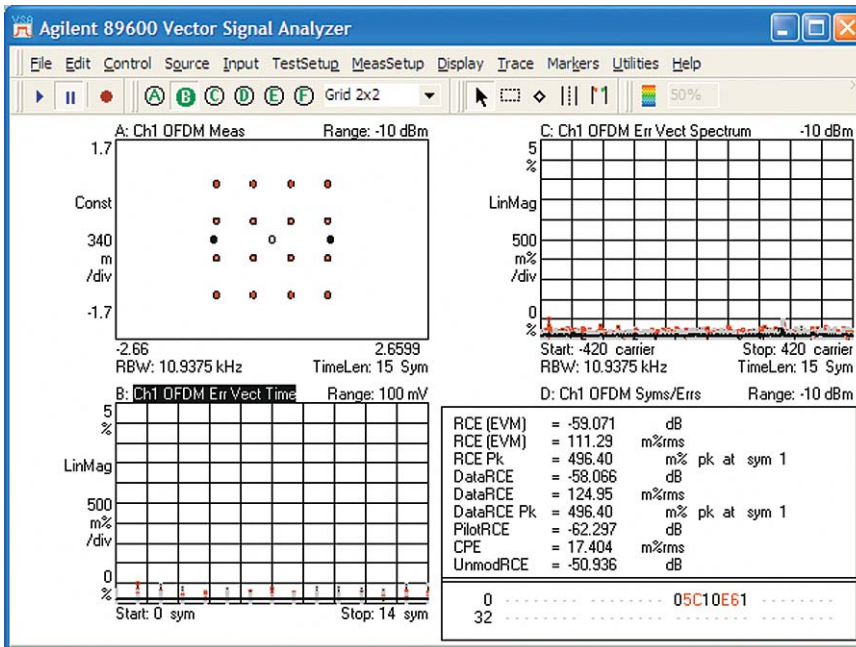 VSA
Agilent 89600 Vector Signal Analyzer
File Edit Control Source Input TestSetup MeasSetup Display Trace Markers Utilities Help
A B C D E F Grid 2x2 50%
A: Ch1 OFDM Meas Range: -10 dBm
1.7
Const
340
m
/div
-1.7
-2.66 2.6599
RBW: 10.9375 kHz TimeLen: 15 Sym
C: Ch1 OFDM Err Vect Spectrum -10 dBm
5
%
LinMag
500
m%
/div
0
%
Start: -420 carrier Stop: 420 carrier
RBW: 10.9375 kHz TimeLen: 15 Sym
B: Ch1 OFDM Err Vect Time Range: 100 mV
5
%
LinMag
500
m%
/div
0
%
Start: 0 sym Stop: 14 sym
D: Ch1 OFDM Syms/Errs Range: -10 dBm
RCE (EVM) = -59.071 dB
RCE (EVM) = 111.29 m%rms
RCE Pk = 496.40 m% pk at sym 1
DataRCE = -58.066 dB
DataRCE = 124.95 m%rms
DataRCE Pk = 496.40 m% pk at sym 1
PilotRCE = -62.297 dB
CPE = 17.404 m%rms
UnmodRCE = -50.936 dB
0 -------- -------- 05C10E61 --------
32 -------- -------- -------- --------